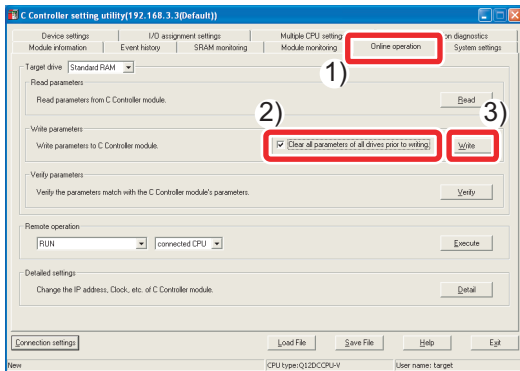 C Controller setting utility(192.168.3.3(Default))
Device settings I/O assignment settings Multiple CPU setting on diagnostics
Module information Event history SRAM monitoring Module monitoring Online operation System settings
1)
Target drive Standard RAM
Read parameters
Read parameters from C Controller module. Read
2) 3)
Write parameters
Write parameters to C Controller module. Clear all parameters of all drives prior to writing. Write
Verify parameters
Verify the parameters match with the C Controller module's parameters. Verify
Remote operation
RUN connected CPU Execute
Detailed settings
Change the IP address, Clock, etc. of C Controller module. Detail
Connection settings Load File Save File Help Exit
New CPU type:Q12DCCPU-V User name: target